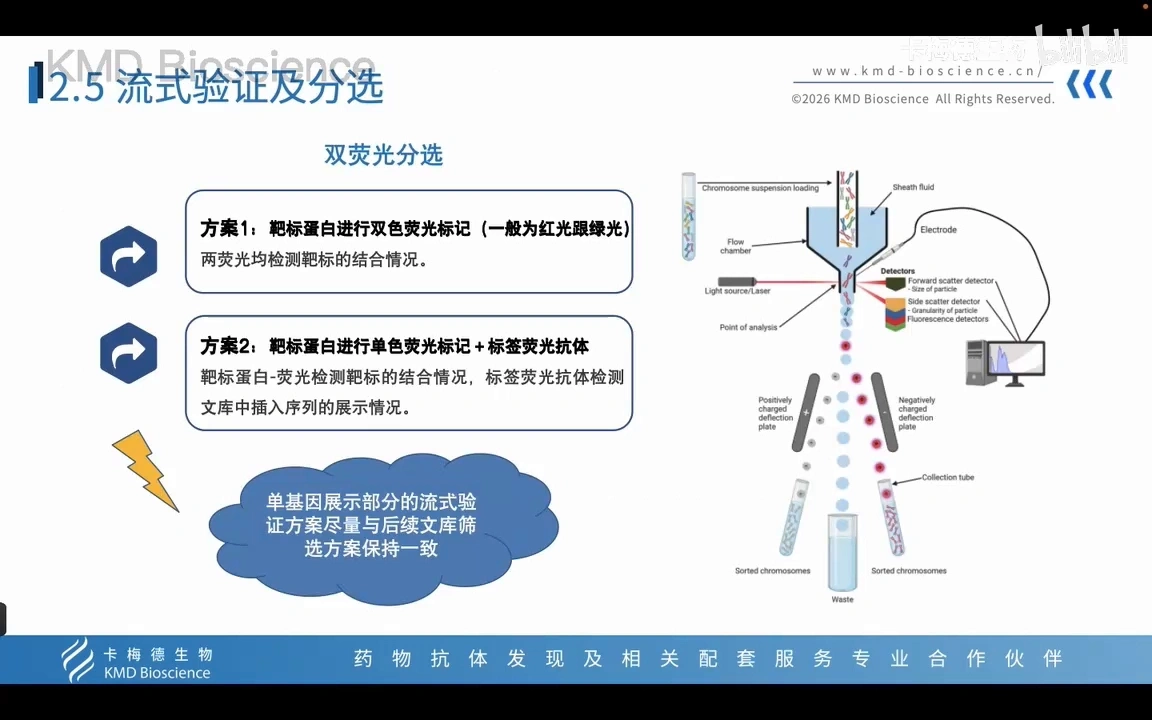 KMD Bioscience
2.5 流式验证及分选
卡梅德生物
bilibili
www.kmd-bioscience.cn/
©2026 KMD Bioscience All Rights Reserved.
双荧光分选
方案1：靶标蛋白进行双色荧光标记（一般为红光跟绿光）
两荧光均检测靶标的结合情况。
方案2：靶标蛋白进行单色荧光标记+标签荧光抗体
靶标蛋白-荧光检测靶标的结合情况，标签荧光抗体检测
文库中插入序列的展示情况。
单基因展示部分的流式验
证方案尽量与后续文库筛
选方案保持一致
Chromosome suspension loading
Sheath fluid
Flow
chamber
Electrode
Light source/Laser
Detectors
Forward scatter detector
- Size of particle
Side scatter detector
- Granularity of particle
Fluorescence detectors
Point of analysis
Positively
charged
deflection
plate
+
-
Negatively
charged
deflection
plate
Collection tube
Sorted chromosomes
Sorted chromosomes
Waste
卡梅德生物
KMD Bioscience
药物抗体发现及相关配套服务专业合作伙伴